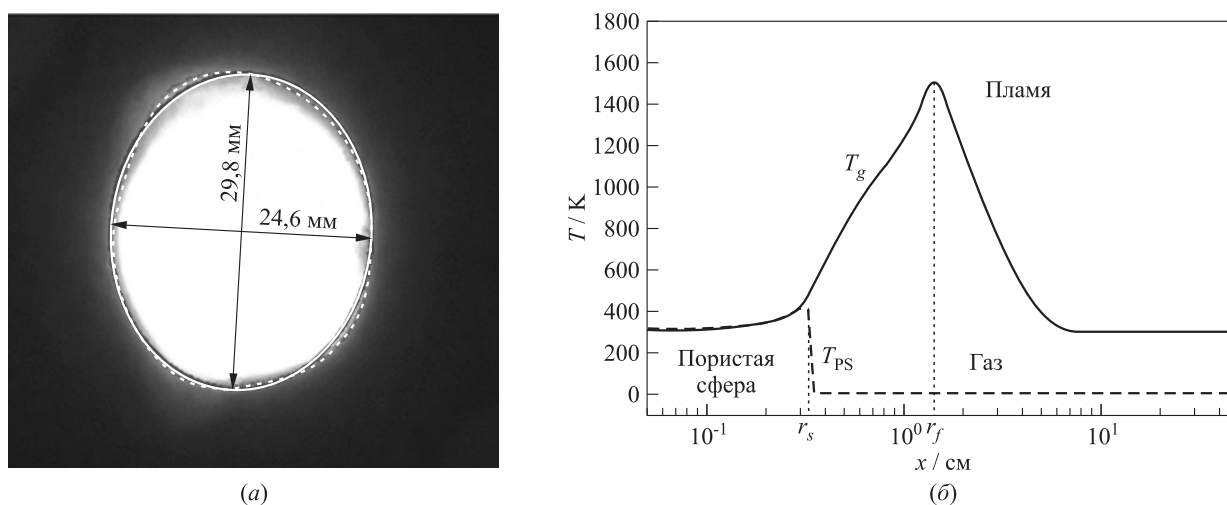 29,8 мм
24,6 мм
(а)
1800
1600
1400
1200
1000
800
600
400
200
0
T / К
Пламя
T_g
Пористая
сфера
T_PS
Газ
10^-1
r_s
10^0
r_f
10^1
x / см
(б)